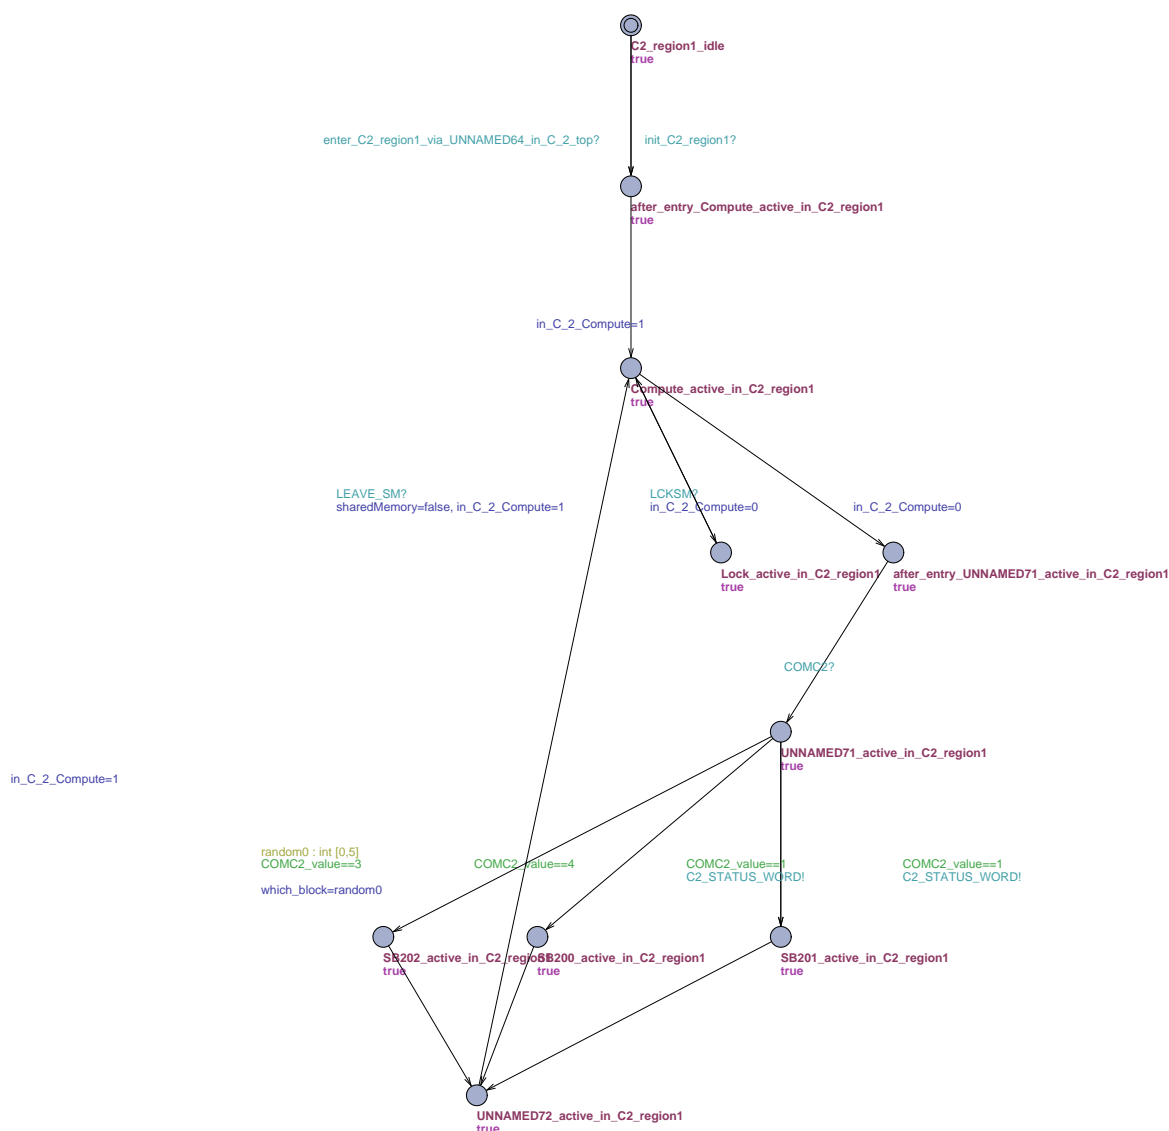 C2_region1_idle
true
enter_C2_region1_via_UNNAMED64_in_C_2_top?
init_C2_region1?
after_entry_Compute_active_in_C2_region1
true
in_C_2_Compute=1
Compute_active_in_C2_region1
true
LEAVE_SM?
sharedMemory=false, in_C_2_Compute=1
LCKSM?
in_C_2_Compute=0
in_C_2_Compute=0
Lock_active_in_C2_region1
true
after_entry_UNNAMED71_active_in_C2_region1
true
COMC2?
UNNAMED71_active_in_C2_region1
true
in_C_2_Compute=1
random0 : int [0,5]
COMC2_value==3
which_block=random0
COMC2_value==4
COMC2_value==1
C2_STATUS_WORD!
COMC2_value==1
C2_STATUS_WORD!
SB202_active_in_C2_region1
true
SB200_active_in_C2_region1
true
SB201_active_in_C2_region1
true
UNNAMED72_active_in_C2_region1
true